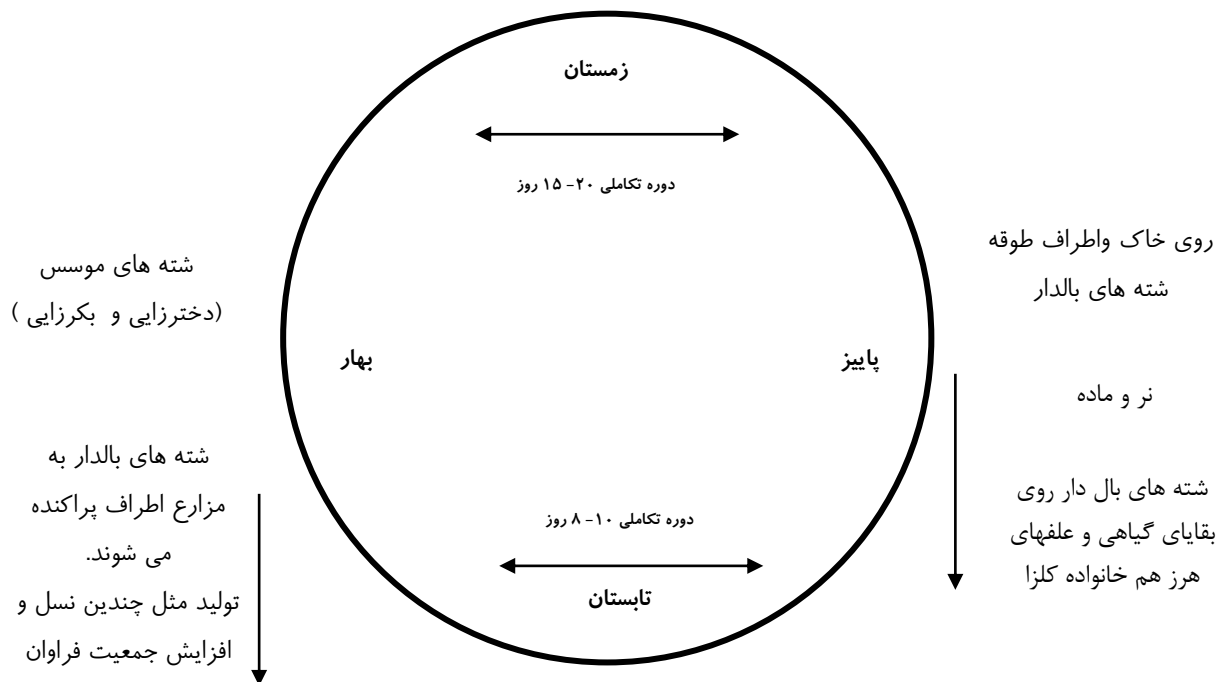 زمستان
دوره تکاملی ۲۰- ۱۵ روز
روی خاک واطراف طوقه
شته های بالدار
پاییز
نر و ماده
شته های بال دار روی
بقایای گیاهی و علفهای
هرز هم خانواده کلزا
شته های موسس
(دخترزایی و بکرزایی )
بهار
شته های بالدار به
مزارع اطراف پراکنده
می شوند.
تولید مثل چندین نسل و
افزایش جمعیت فراوان
دوره تکاملی ۱۰- ۸ روز
تابستان